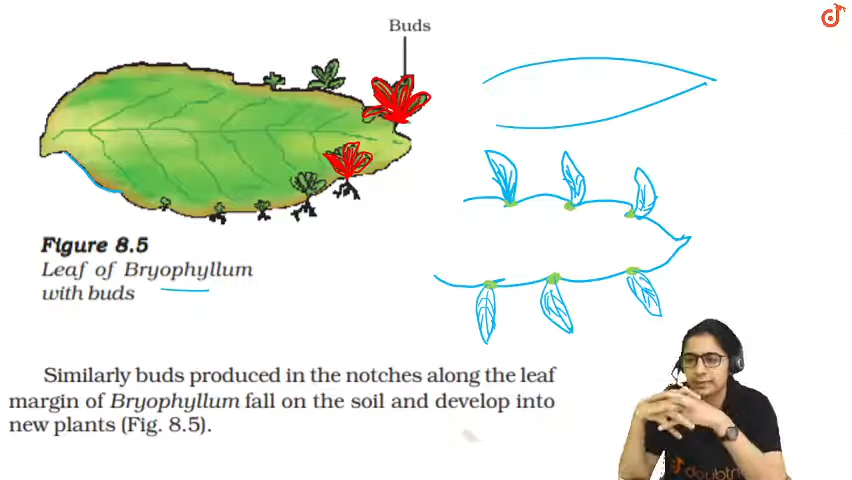 Buds
Figure 8.5
Leaf of Bryophyllum
with buds
Similarly buds produced in the notches along the leaf
margin of Bryophyllum fall on the soil and develop into
new plants (Fig. 8.5).
doubtn